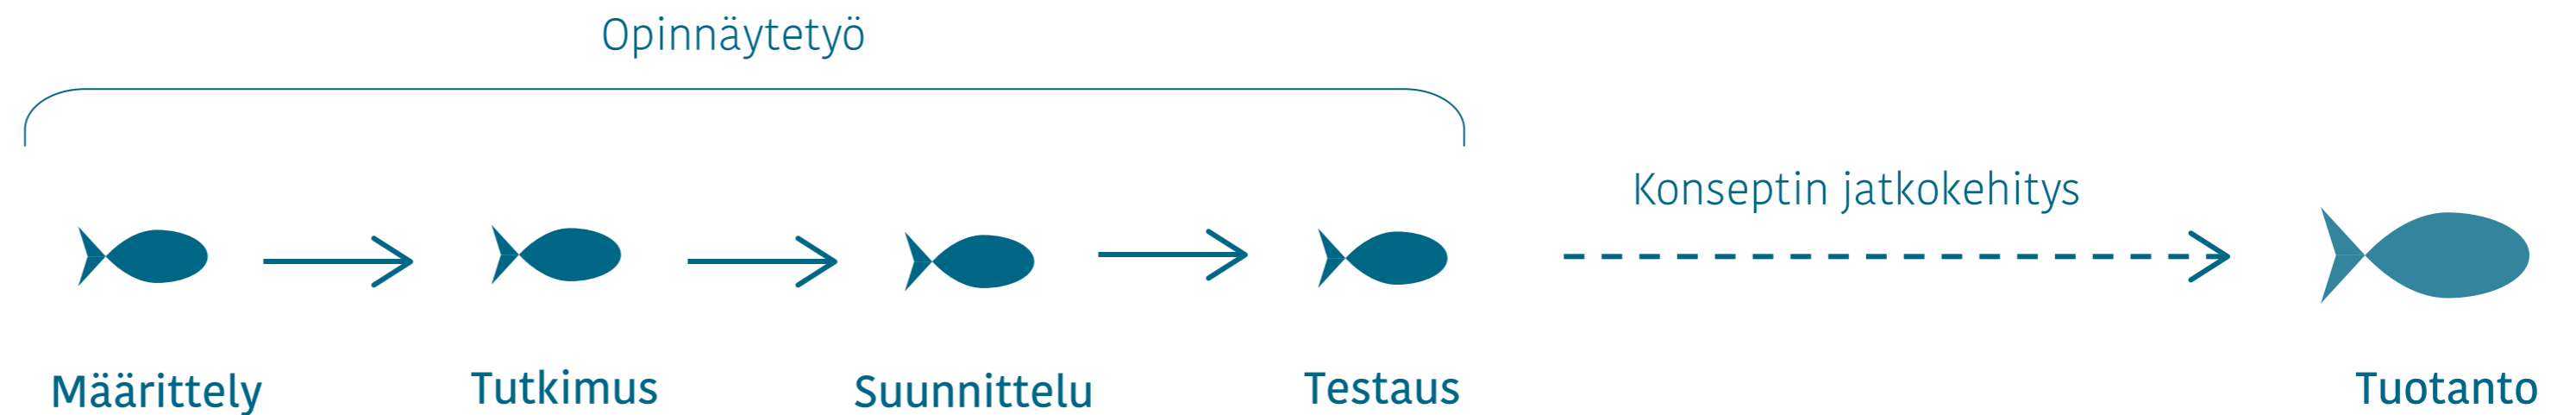 Opinnäytetyö
Konseptin jatkokehitys
Määrittely
Tutkimus
Suunnittelu
Testaus
Tuotanto